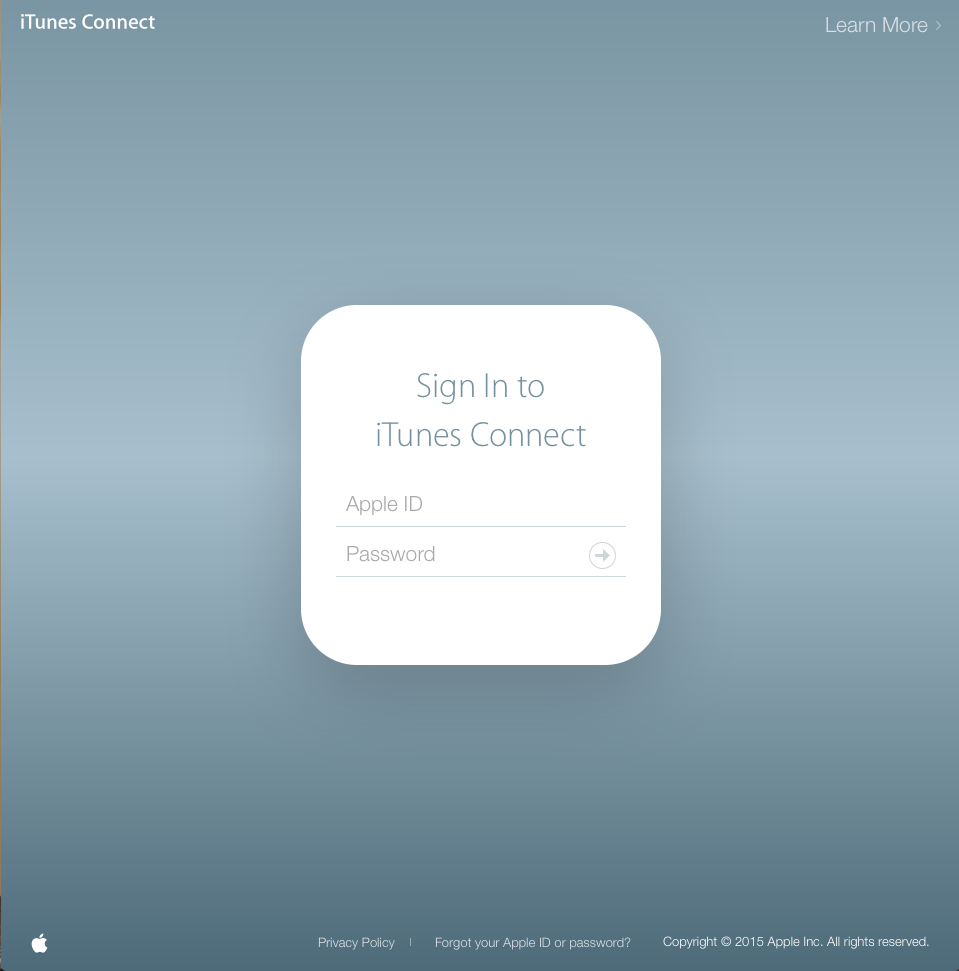 iTunes Connect
Learn More
Sign In to
iTunes Connect
Apple ID
Password
Privacy Policy
Forgot your Apple ID or password?
Copyright © 2015 Apple Inc. All rights reserved.